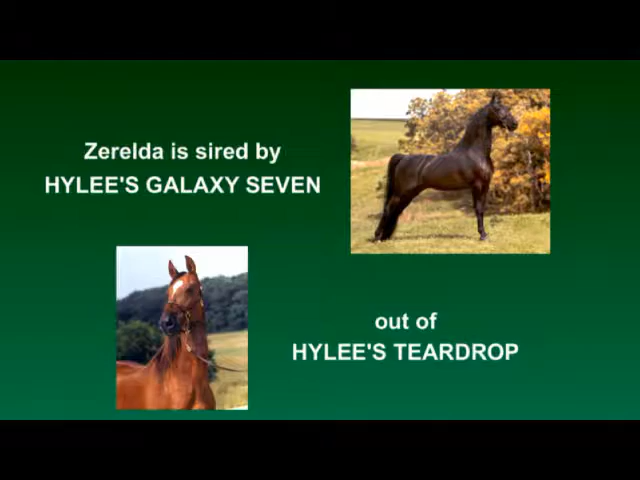 Zerelda is sired by
HYLEE'S GALAXY SEVEN
out of
HYLEE'S TEARDROP